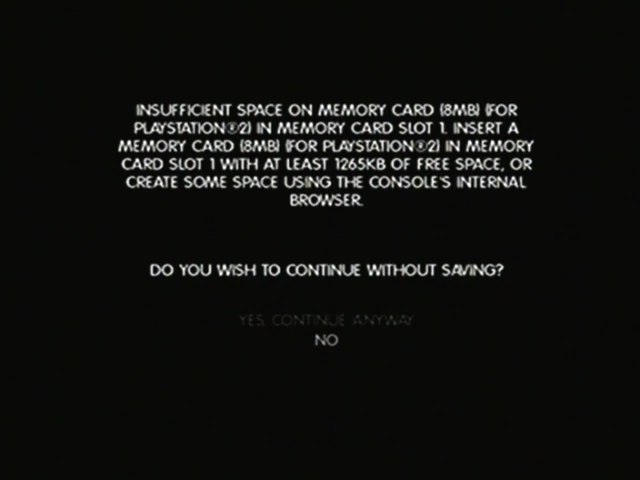 INSUFFICIENT SPACE ON MEMORY CARD (8MB) (FOR
PLAYSTATION®2) IN MEMORY CARD SLOT 1. INSERT A
MEMORY CARD (8MB) (FOR PLAYSTATION®2) IN MEMORY
CARD SLOT 1 WITH AT LEAST 1265KB OF FREE SPACE, OR
CREATE SOME SPACE USING THE CONSOLE'S INTERNAL
BROWSER.
DO YOU WISH TO CONTINUE WITHOUT SAVING?
YES, CONTINUE ANYWAY
NO